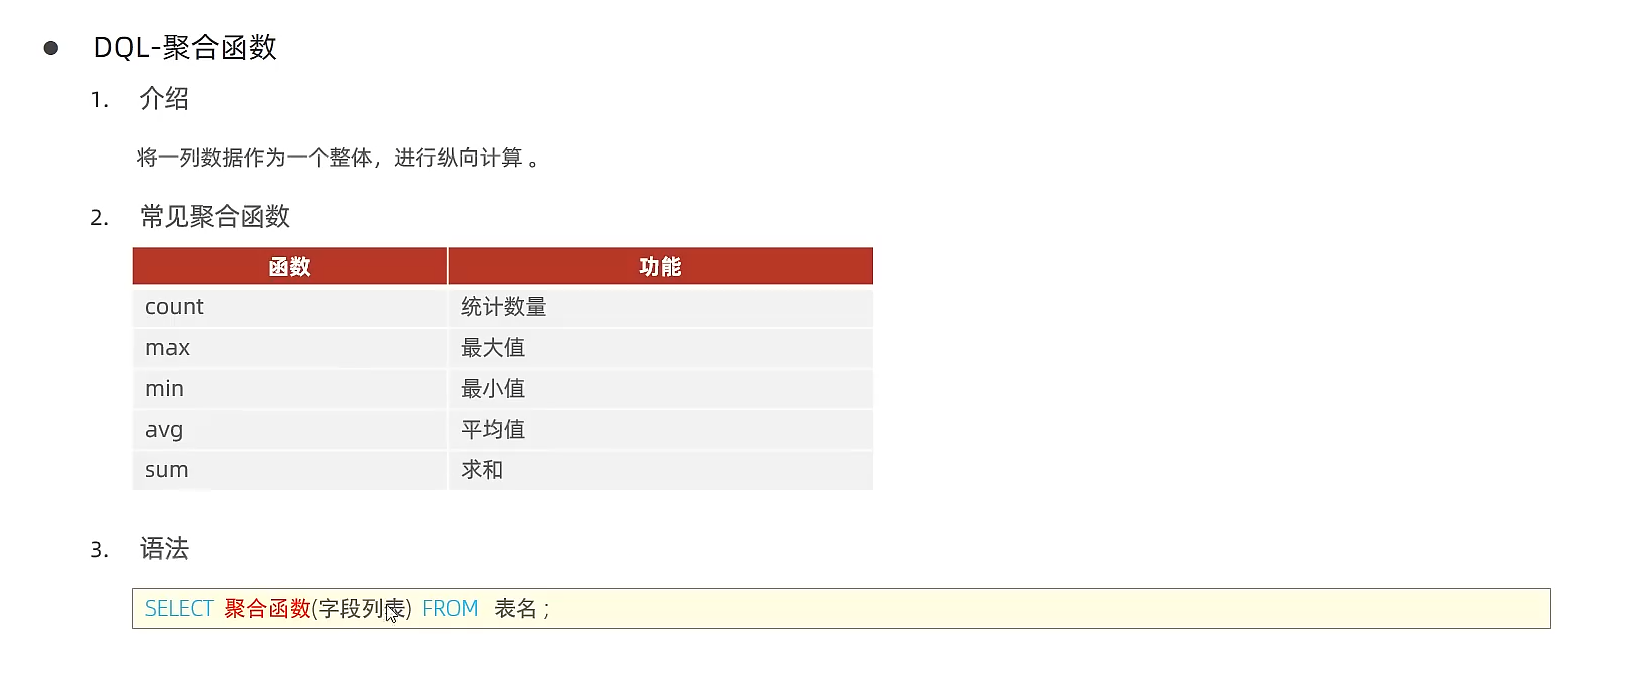 ● DQL-聚合函数
1. 介绍
将一列数据作为一个整体，进行纵向计算 。
2. 常见聚合函数
函数 功能
count 统计数量
max 最大值
min 最小值
avg 平均值
sum 求和
3. 语法
SELECT 聚合函数(字段列表) FROM 表名 ;